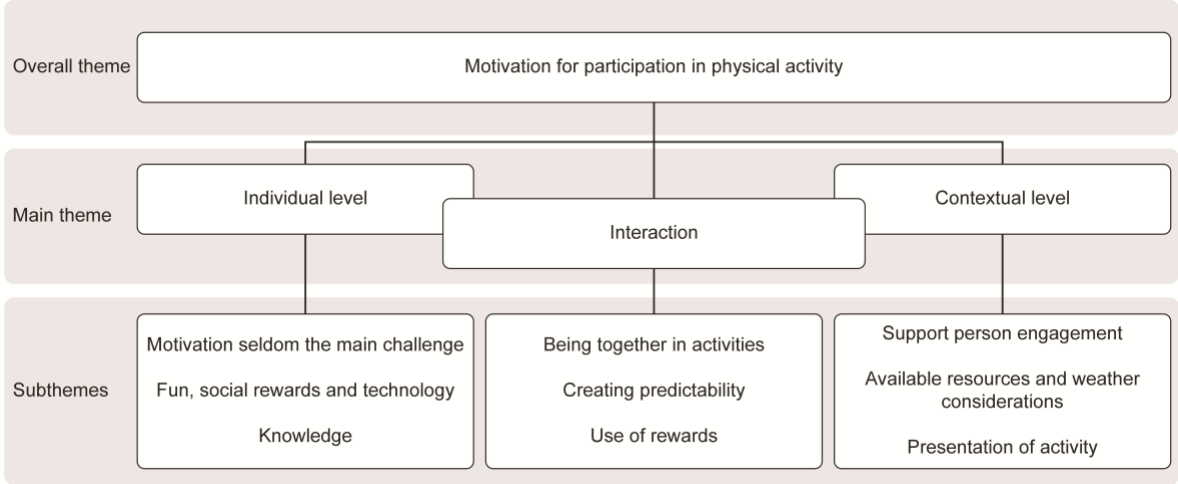 Overall theme
Motivation for participation in physical activity
Main theme
Individual level
Interaction
Contextual level
Subthemes
Motivation seldom the main challenge
Fun, social rewards and technology
Knowledge
Being together in activities
Creating predictability
Use of rewards
Support person engagement
Available resources and weather
considerations
Presentation of activity